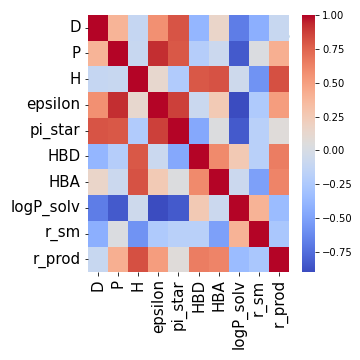 D
P
H
epsilon
pi_star
HBD
HBA
logP_solv
r_sm
r_prod
D
P
H
epsilon
pi_star
HBD
HBA
logP_solv
r_sm
r_prod
1.00
0.75
0.50
0.25
0.00
−0.25
−0.50
−0.75